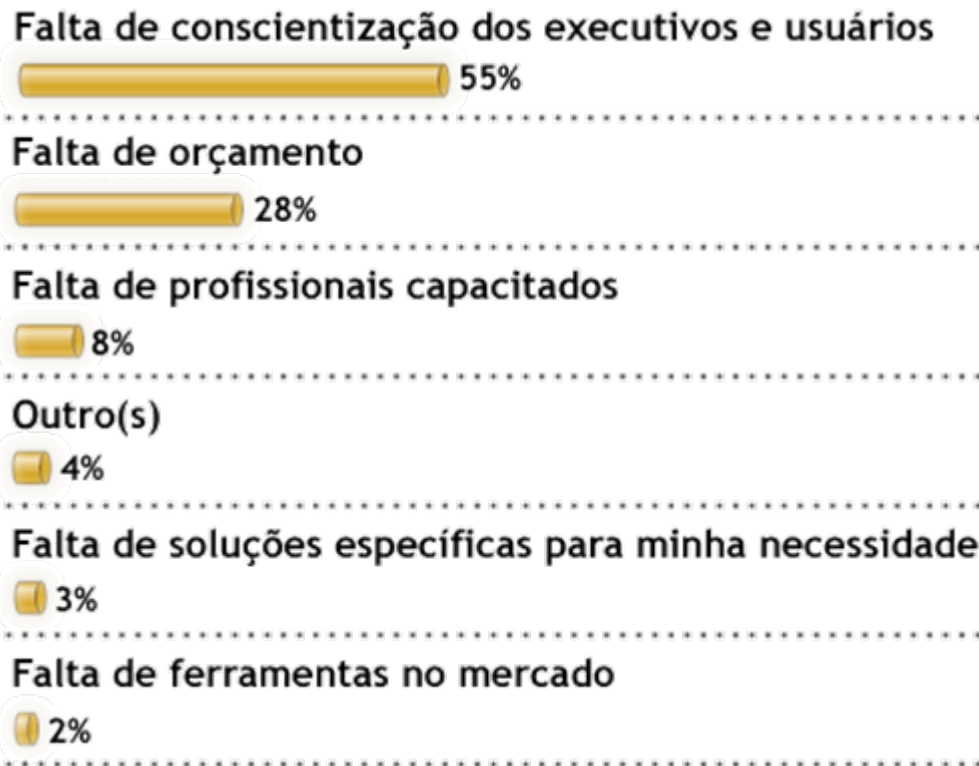 Falta de conscientização dos executivos e usuários
55%
Falta de orçamento
28%
Falta de profissionais capacitados
8%
Outro(s)
4%
Falta de soluções específicas para minha necessidade
3%
Falta de ferramentas no mercado
2%